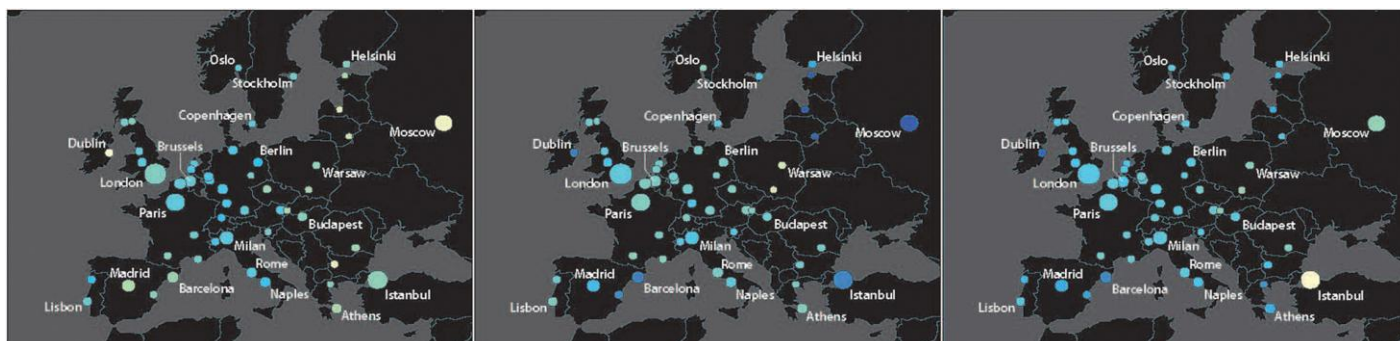 Oslo
Helsinki
Stockholm
Copenhagen
Moscow
Dublin
Brussels
Berlin
London
Warsaw
Paris
Budapest
Milan
Madrid
Rome
Barcelona
Istanbul
Lisbon
Naples
Athens
Oslo
Helsinki
Stockholm
Copenhagen
Moscow
Dublin
Brussels
Berlin
London
Warsaw
Paris
Budapest
Milan
Madrid
Rome
Barcelona
Istanbul
Lisbon
Naples
Athens
Oslo
Helsinki
Stockholm
Copenhagen
Moscow
Dublin
Brussels
Berlin
London
Warsaw
Paris
Budapest
Milan
Madrid
Rome
Barcelona
Istanbul
Lisbon
Naples
Athens